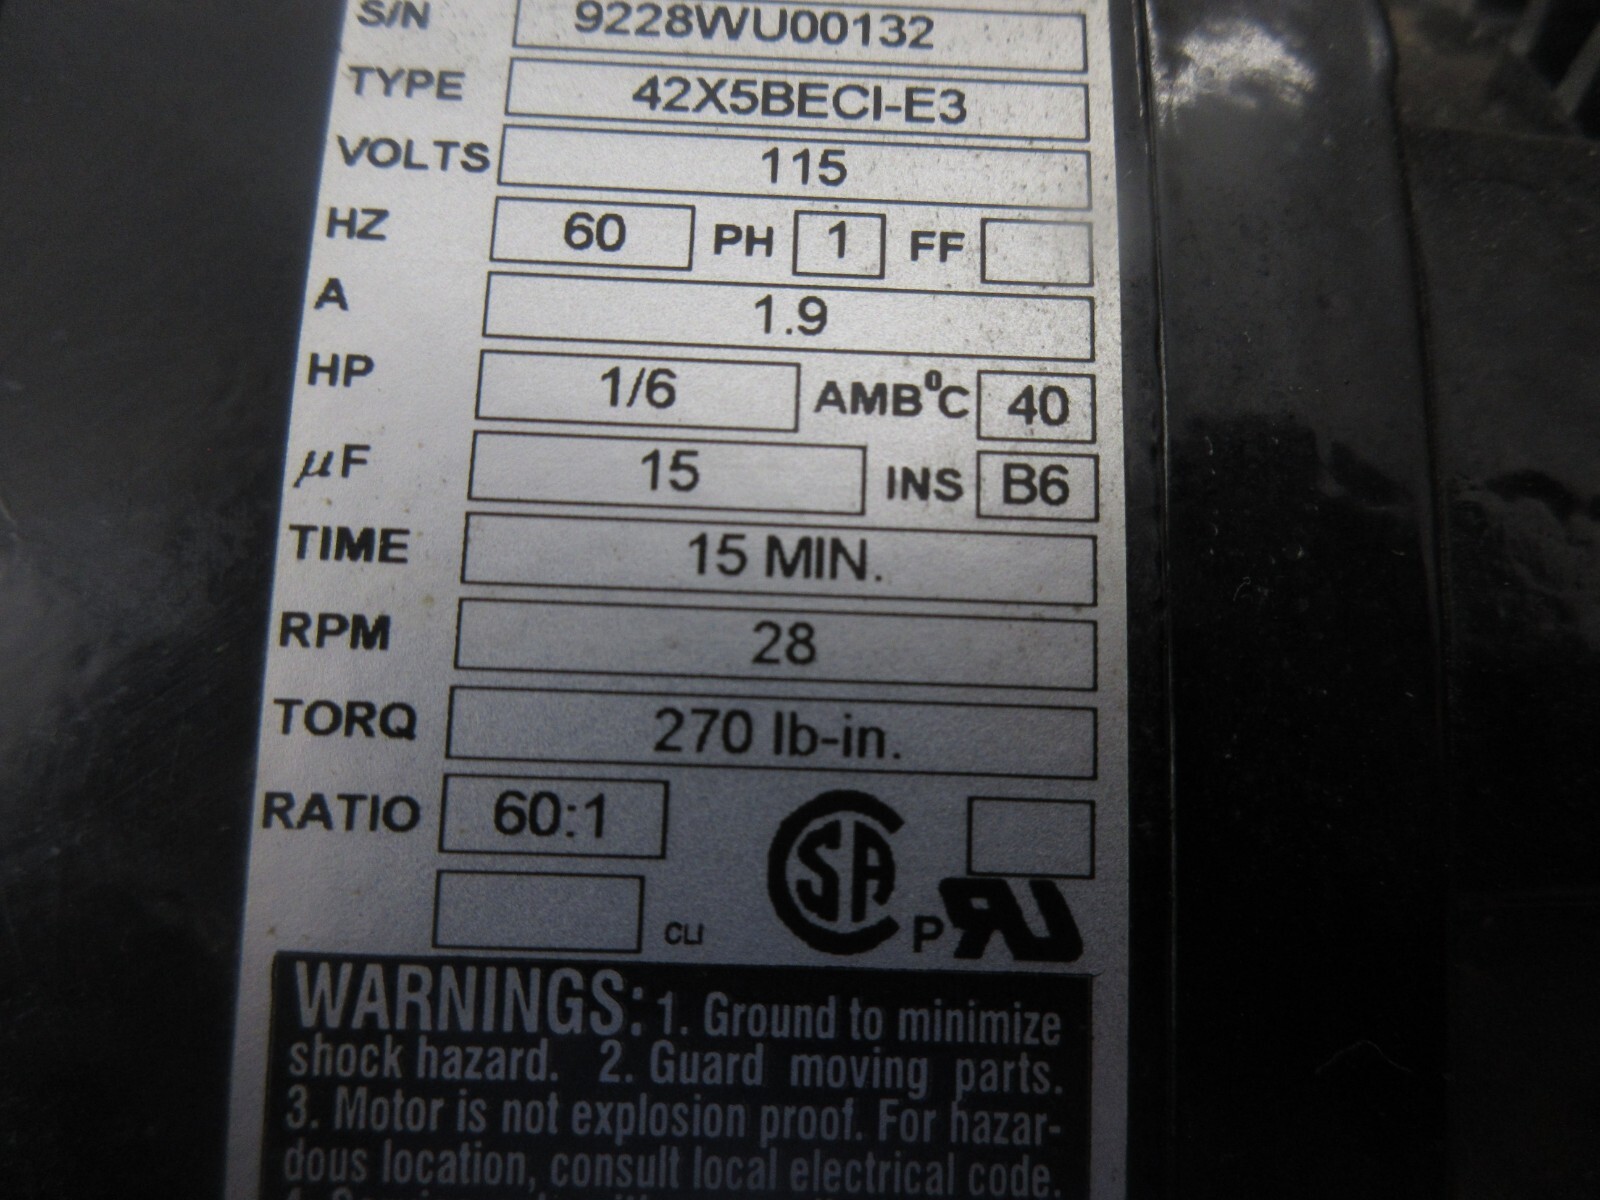 S/N 9228WU00132
TYPE 42X5BECI-E3
VOLTS 115
HZ 60 PH 1 FF
A 1.9
HP 1/6 AMB°C 40
µF 15 INS B6
TIME 15 MIN.
RPM 28
TORQ 270 lb-in.
RATIO 60:1
SA
CLI P RU
WARNINGS: 1. Ground to minimize
shock hazard. 2. Guard moving parts.
3. Motor is not explosion proof. For hazar-
dous location, consult local electrical code.